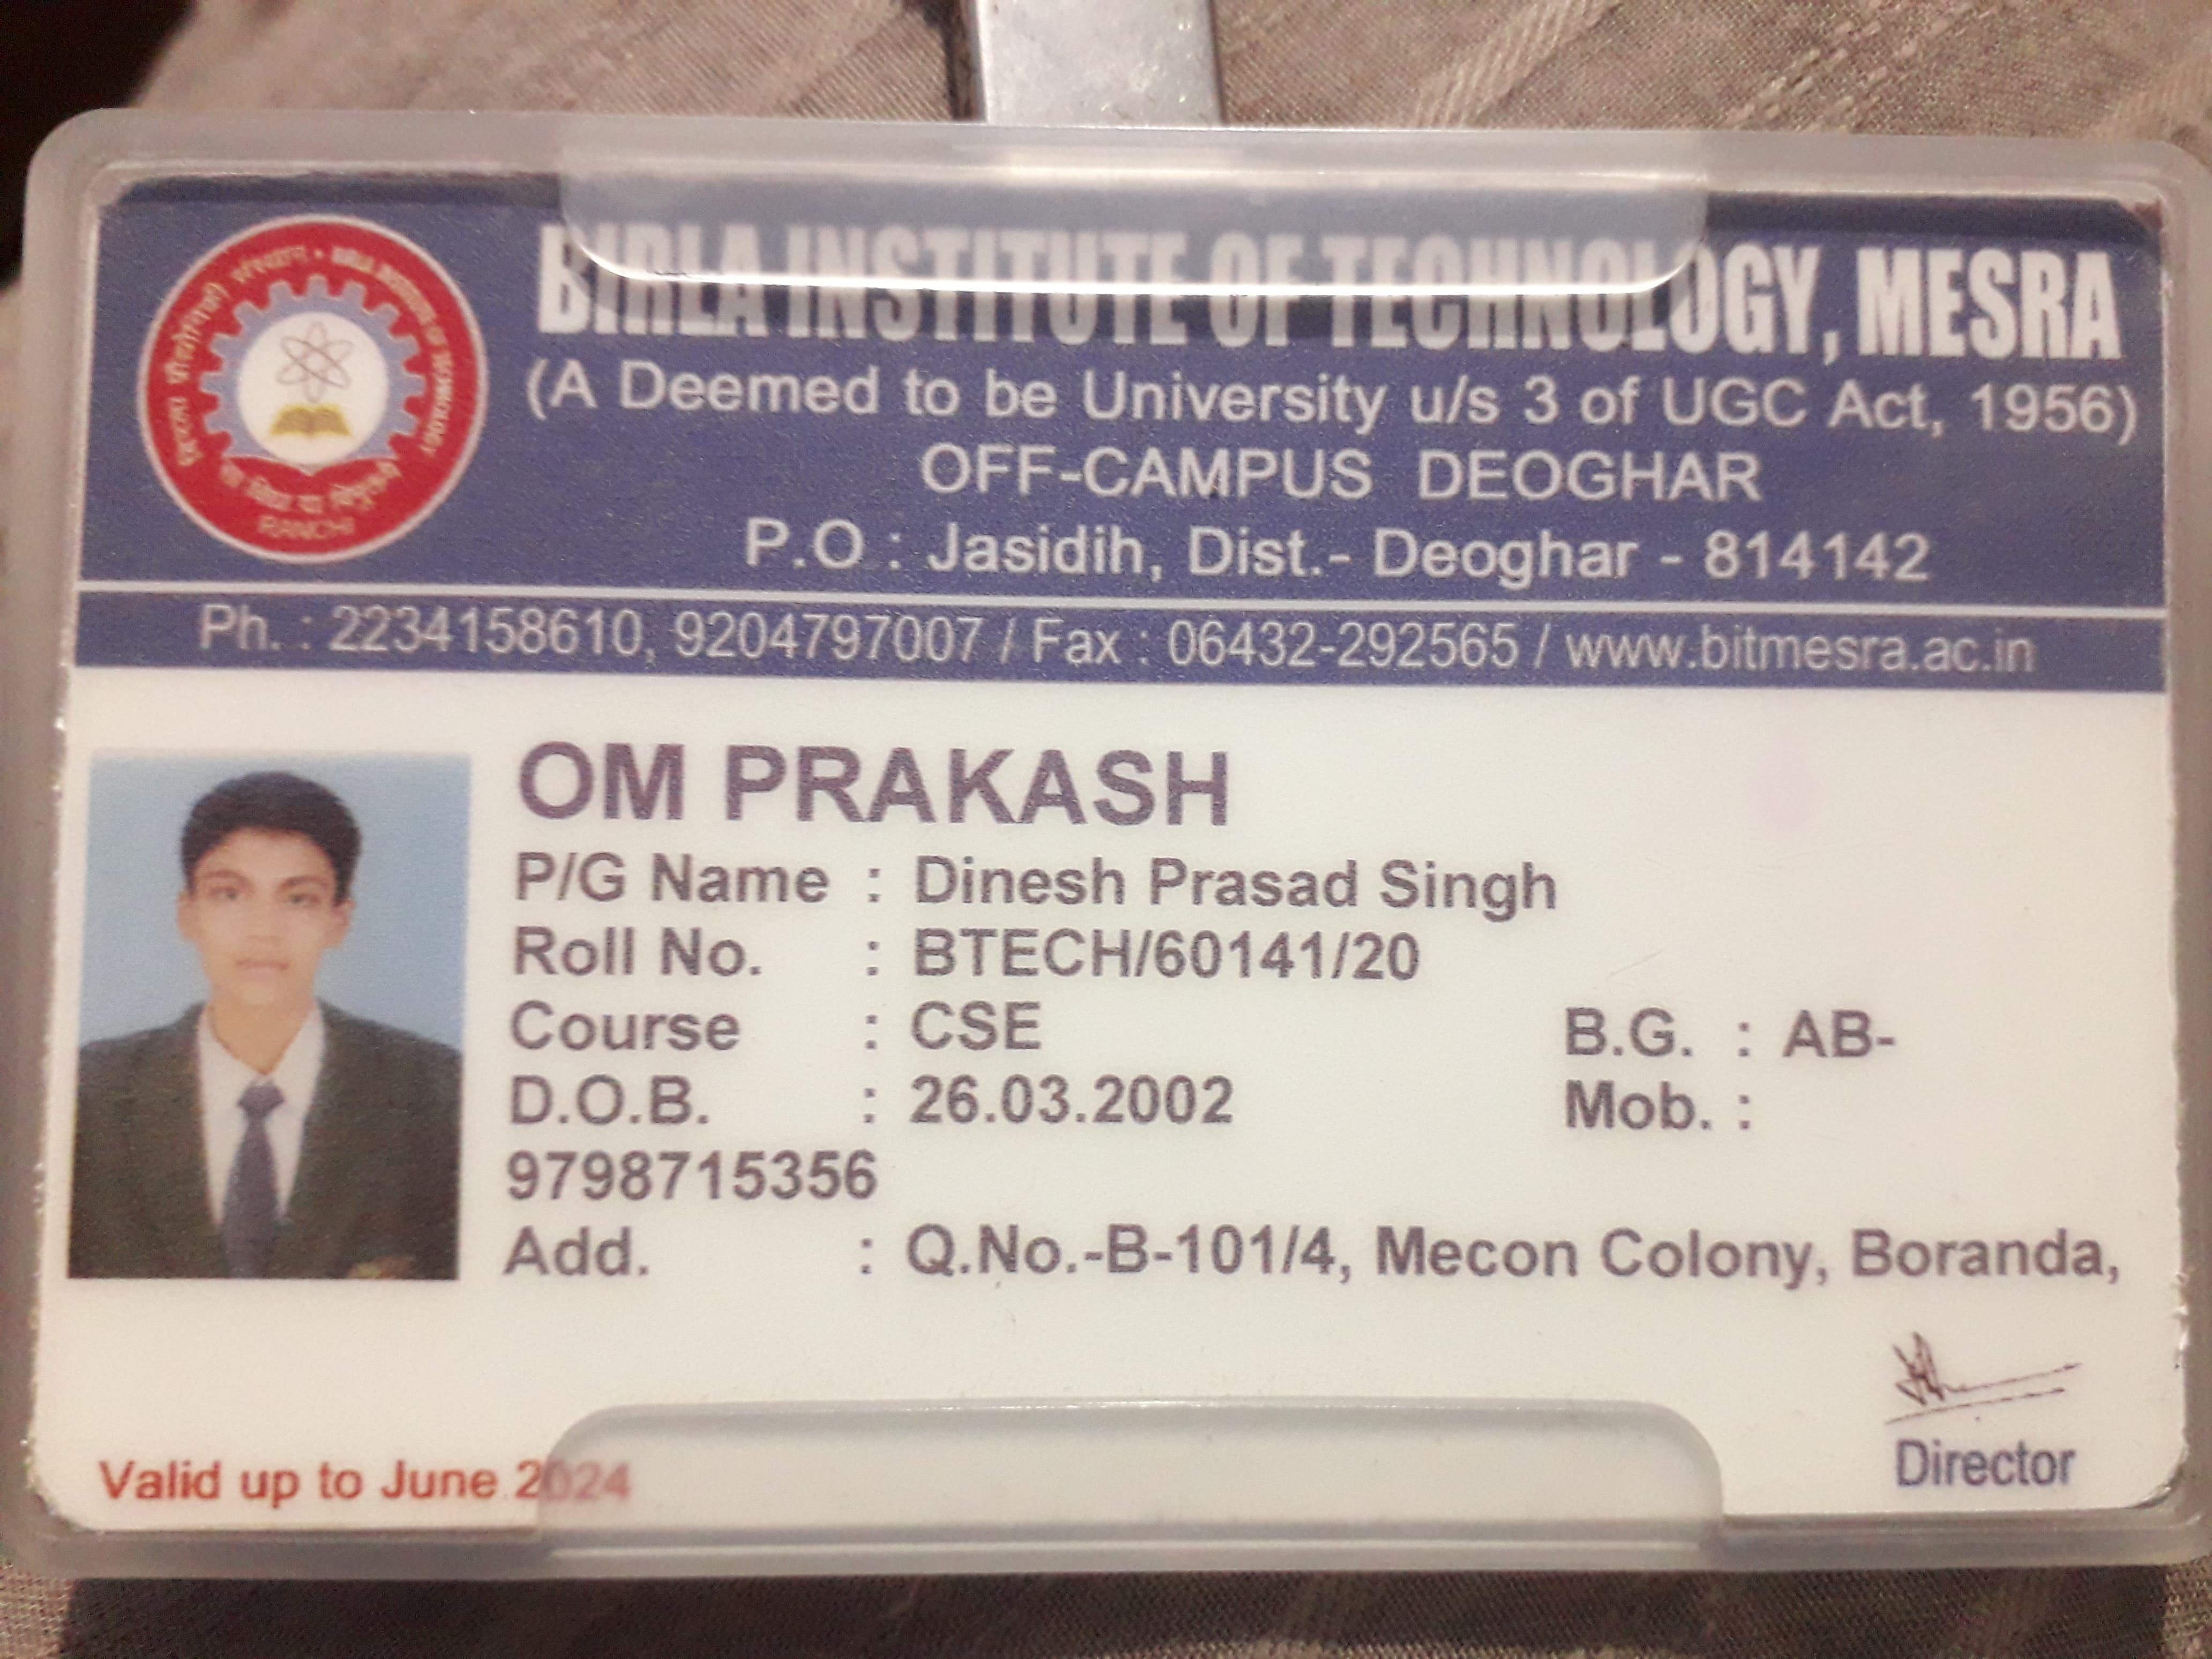 BIRLA INSTITUTE OF TECHNOLOGY, MESRA
(A Deemed to be University u/s 3 of UGC Act, 1956)
OFF-CAMPUS DEOGHAR
P.O : Jasidih, Dist.- Deoghar - 814142
Ph. : 2234158610, 9204797007 / Fax : 06432-292565 / www.bitmesra.ac.in
RANCHI
OM PRAKASH
P/G Name : Dinesh Prasad Singh
Roll No. : BTECH/60141/20
Course : CSE B.G. : AB-
D.O.B. : 26.03.2002 Mob. :
9798715356
Add. : Q.No.-B-101/4, Mecon Colony, Boranda,
Director
Valid up to June 2024